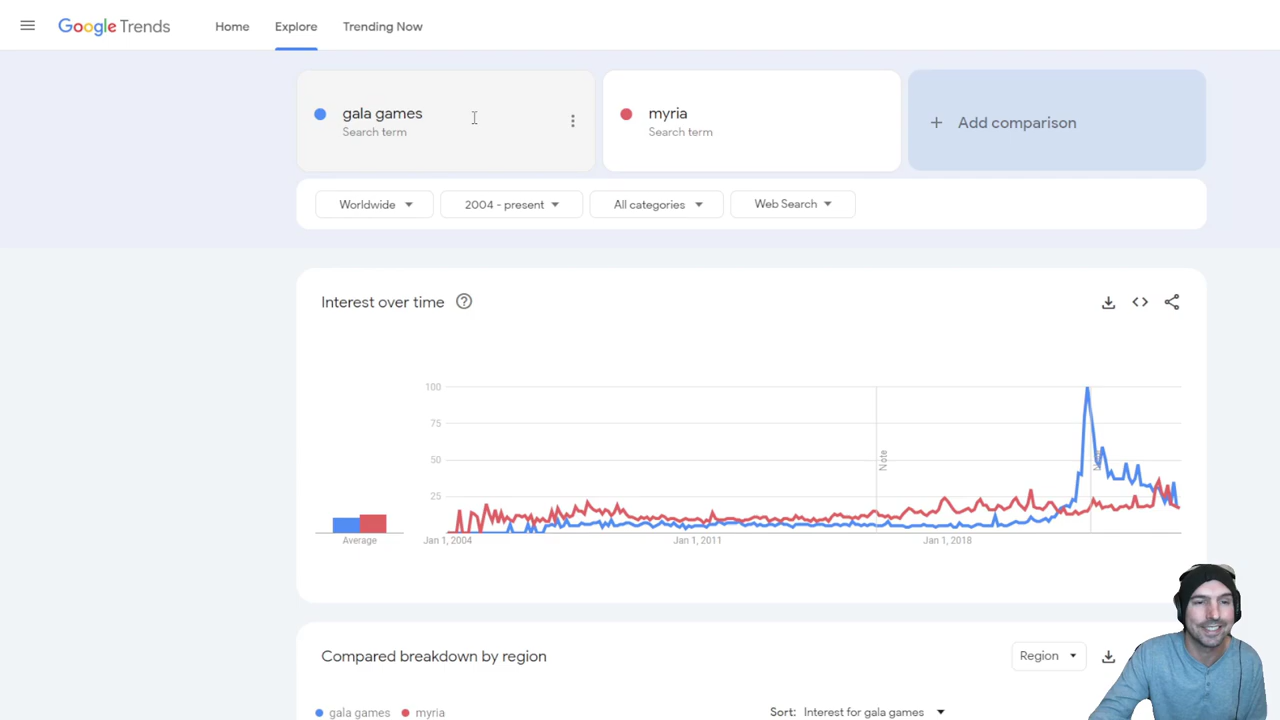 Google Trends
Home
Explore
Trending Now
gala games
Search term
myria
Search term
+ Add comparison
Worldwide
2004 - present
All categories
Web Search
Interest over time
?
100
75
50
25
Note
Average
Jan 1, 2004
Jan 1, 2011
Jan 1, 2018
Compared breakdown by region
Region
gala games
myria
Sort: Interest for gala games